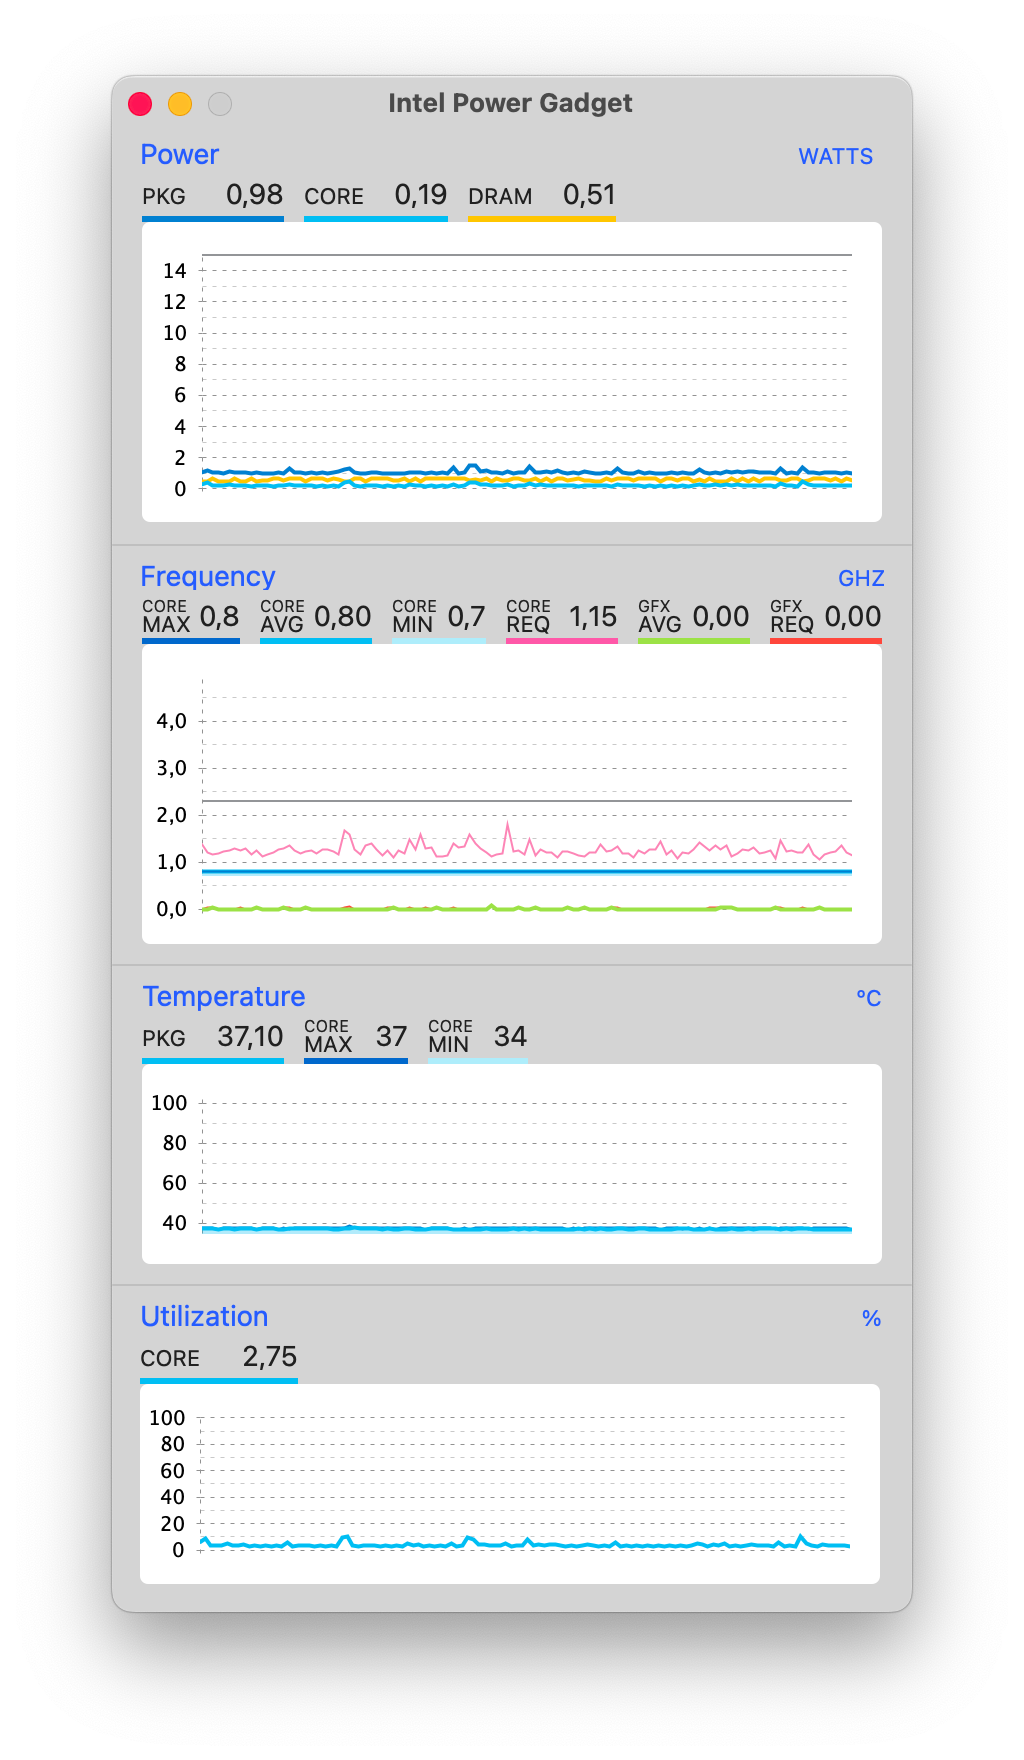 Intel Power Gadget
Power WATTS
PKG 0,98 CORE 0,19 DRAM 0,51
14
12
10
8
6
4
2
0
Frequency GHZ
CORE MAX 0,8 CORE AVG 0,80 CORE MIN 0,7 CORE REQ 1,15 GFX AVG 0,00 GFX REQ 0,00
4,0
3,0
2,0
1,0
0,0
Temperature °C
PKG 37,10 CORE MAX 37 CORE MIN 34
100
80
60
40
Utilization %
CORE 2,75
100
80
60
40
20
0